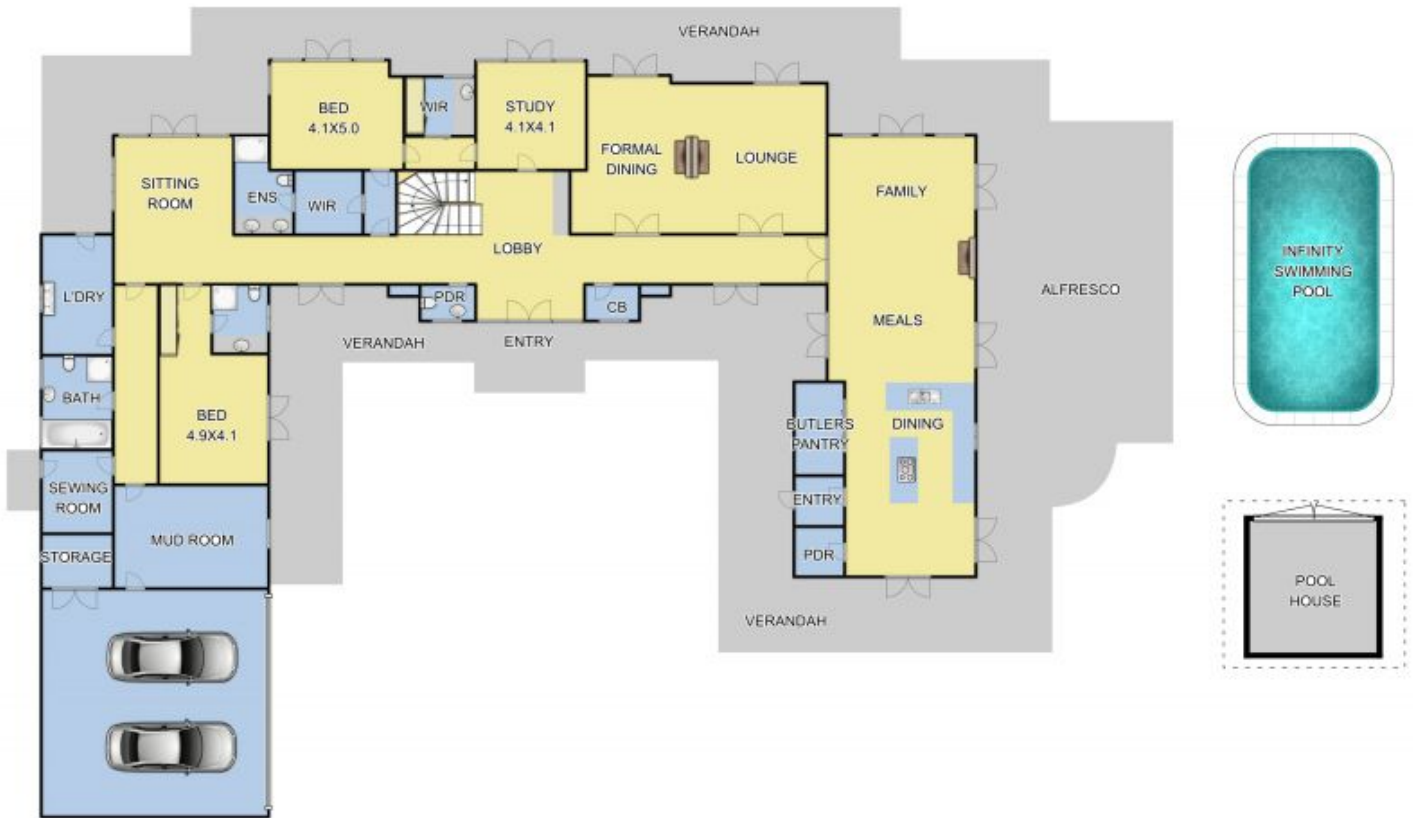 VERANDAH
BED
4.1X5.0
WIR
STUDY
4.1X4.1
FORMAL
DINING
LOUNGE
SITTING
ROOM
ENS
WIR
FAMILY
LOBBY
INFINITY
SWIMMING
POOL
L'DRY
PDR
CB
ALFRESCO
MEALS
VERANDAH
ENTRY
BATH
BED
4.9X4.1
BUTLERS
PANTRY
DINING
SEWING
ROOM
ENTRY
MUD ROOM
STORAGE
PDR
POOL
HOUSE
VERANDAH